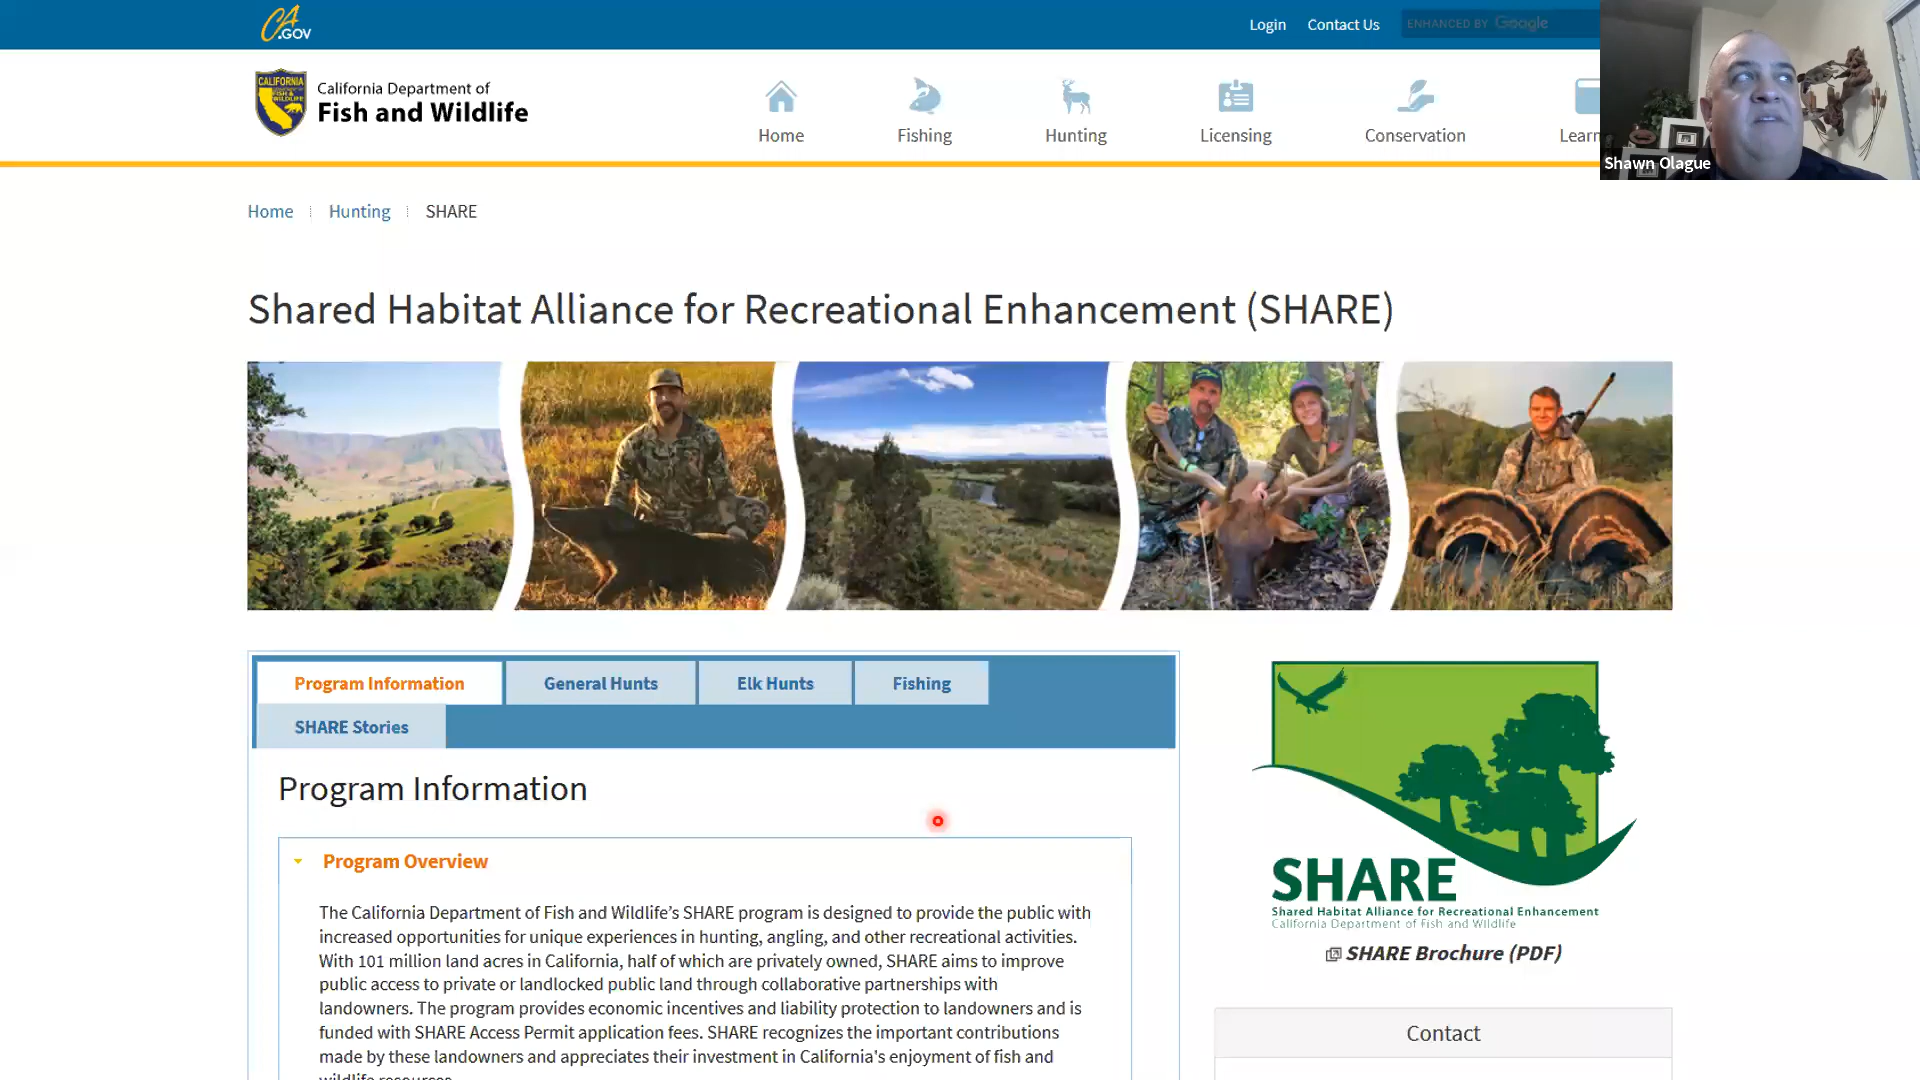 CA
.GOV
Login
Contact Us
ENHANCED BY Google
CALIFORNIA
FISH & WILDLIFE
California Department of
Fish and Wildlife
Home
Fishing
Hunting
Licensing
Conservation
Learn
Shawn Olague
Home
Hunting
SHARE
Shared Habitat Alliance for Recreational Enhancement (SHARE)
Program Information
General Hunts
Elk Hunts
Fishing
SHARE Stories
Program Information
Program Overview
The California Department of Fish and Wildlife's SHARE program is designed to provide the public with
increased opportunities for unique experiences in hunting, angling, and other recreational activities.
With 101 million land acres in California, half of which are privately owned, SHARE aims to improve
public access to private or landlocked public land through collaborative partnerships with
landowners. The program provides economic incentives and liability protection to landowners and is
funded with SHARE Access Permit application fees. SHARE recognizes the important contributions
made by these landowners and appreciates their investment in California's enjoyment of fish and
wildlife resources.
SHARE
Shared Habitat Alliance for Recreational Enhancement
California Department of Fish and Wildlife
SHARE Brochure (PDF)
Contact